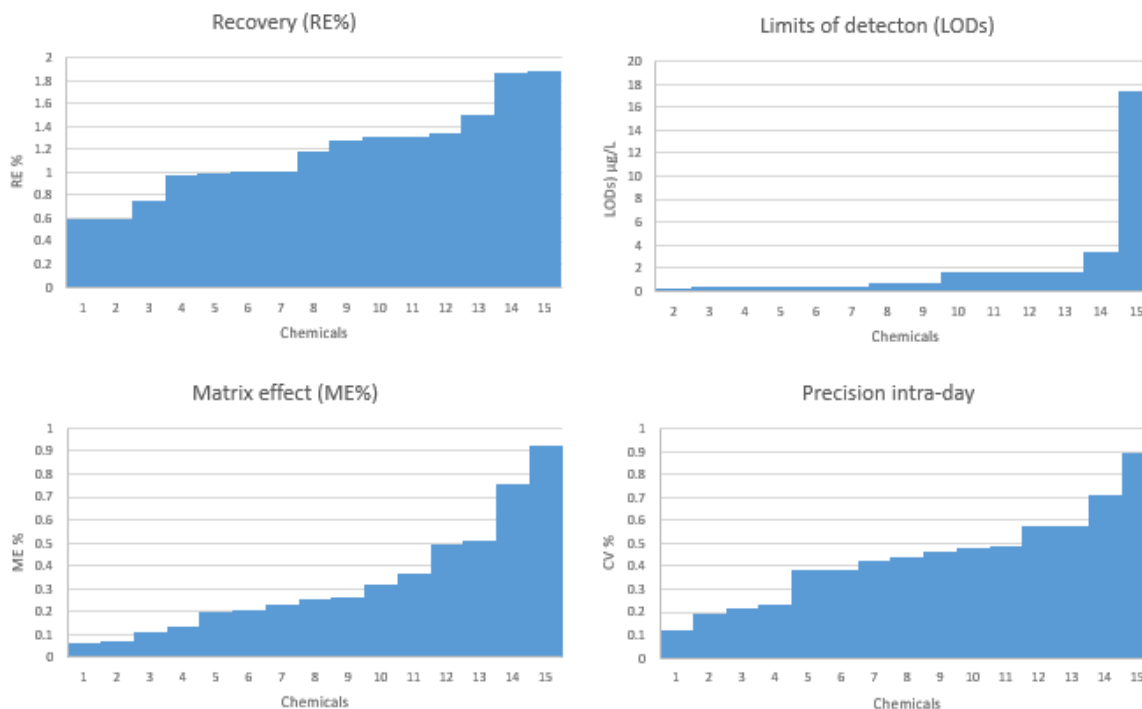 Recovery (RE%)
2
1.8
1.6
1.4
1.2
1
0.8
0.6
0.4
0.2
0
RE %
1 2 3 4 5 6 7 8 9 10 11 12 13 14 15
Chemicals
Limits of detecton (LODs)
20
18
16
14
12
10
8
6
4
2
0
LODs) µg/L
2 3 4 5 6 7 8 9 10 11 12 13 14 15
Chemicals
Matrix effect (ME%)
1
0.9
0.8
0.7
0.6
0.5
0.4
0.3
0.2
0.1
0
ME %
1 2 3 4 5 6 7 8 9 10 11 12 13 14 15
Chemicals
Precision intra-day
1
0.9
0.8
0.7
0.6
0.5
0.4
0.3
0.2
0.1
0
CV %
1 2 3 4 5 6 7 8 9 10 11 12 13 14 15
Chemicals